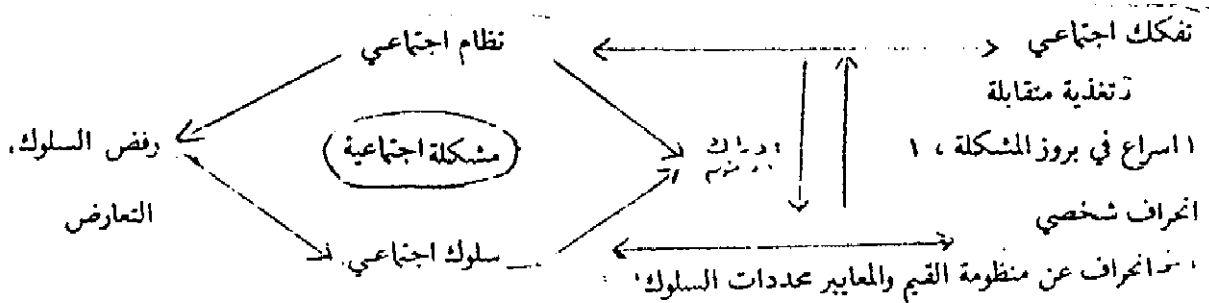 تفكك اجتماعي
نظام اجتماعي
تغذية متقابلة
اسراع في بروز المشكلة،
ادراك
مشكلة اجتماعية
رفض السلوك،
انحراف شخصي
التعارض
سلوك اجتماعي
انحراف عن منظومة القيم والمعايير محددات السلوك